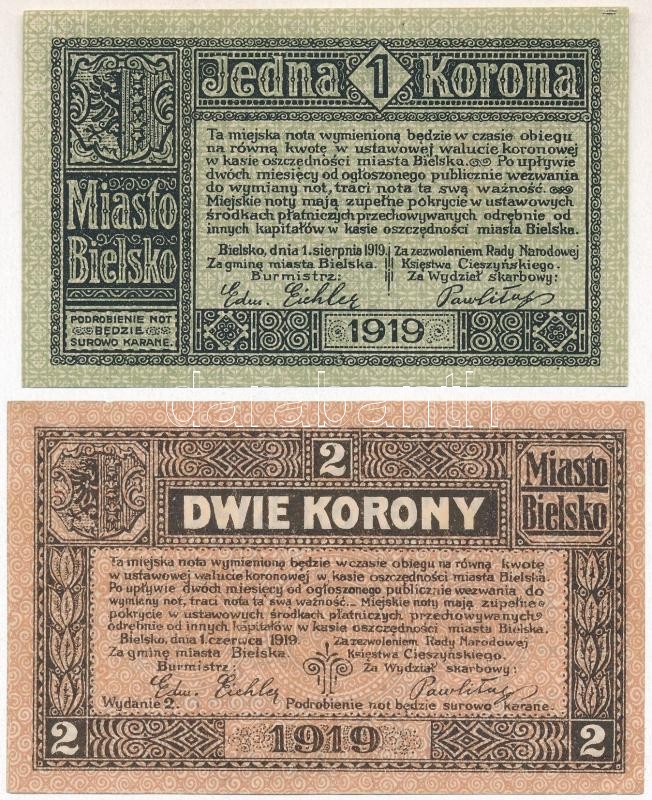 Jedna 1 Korona
Ta miejska nota wymienioną będzie w czasie obiegu
na równą kwotę w ustawowej walucie koronowej
w kasie oszczędności miasta Bielska. Po upływie
dwóch miesięcy od ogłoszonego publicznie wezwania
do wymiany not, traci nota ta swą ważność.
Miejskie noty mają zupełne pokrycie w ustawowych
środkach płatniczych przechowywanych odrębnie od
innych kapitałów w kasie oszczędności miasta Bielska.
Miasto
Bielsko
Bielsko, dnia 1. sierpnia 1919.
Za gminę miasta Bielska.
Burmistrz:
Edw. Eichler
Za zezwoleniem Rady Narodowej
Księstwa Cieszyńskiego.
Za Wydział skarbowy:
PODROBIENIE NOT
BĘDZIE
SUROWO KARANE.
1919
darabanth
2
Miasto
Bielsko
DWIE KORONY
Ta miejska nota wymienioną będzie w czasie obiegu na równą kwotę
w ustawowej walucie koronowej w kasie oszczędności miasta Bielska.
Po upływie dwóch miesięcy od ogłoszonego publicznie wezwania do
wymiany not, traci nota ta swą ważność. – Miejskie noty mają zupełne
pokrycie w ustawowych środkach płatniczych, przechowywanych
odrębnie od innych kapitałów w kasie oszczędności miasta Bielska.
Bielsko, dnia 1. czerwca 1919.
Za gminę miasta Bielska.
Burmistrz:
Edw. Eichler
Za zezwoleniem Rady Narodowej
Księstwa Cieszyńskiego.
Za Wydział skarbowy:
Wydanie 2.
Podrobienie not będzie surowo karane.
2
1919
2